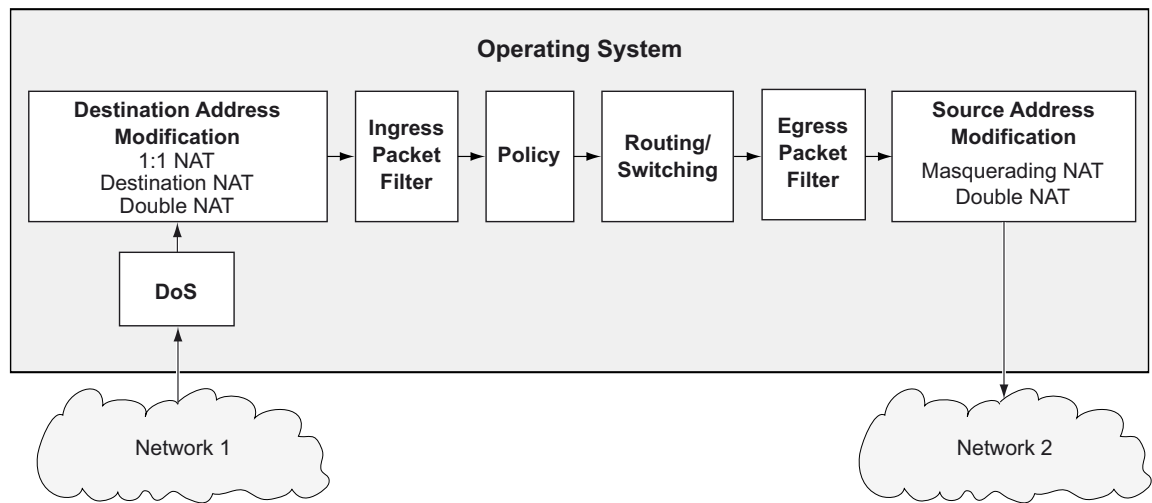 Operating System
Destination Address
Modification
1:1 NAT
Destination NAT
Double NAT
Ingress
Packet
Filter
Policy
Routing/
Switching
Egress
Packet
Filter
Source Address
Modification
Masquerading NAT
Double NAT
DoS
Network 1
Network 2